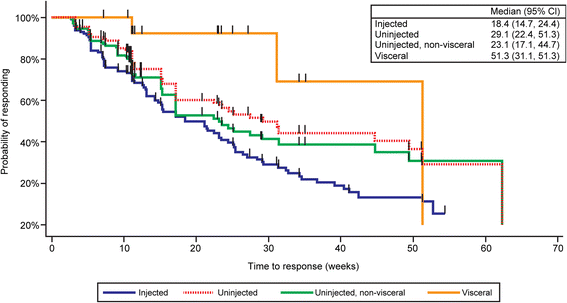 Median (95% CI)
Injected 18.4 (14.7, 24.4)
Uninjected 29.1 (22.4, 51.3)
Uninjected, non-visceral 23.1 (17.1, 44.7)
Visceral 51.3 (31.1, 51.3)
Probability of responding
100%
80%
60%
40%
20%
20%
0 10 20 30 40 50 60 70
Time to response (weeks)
Injected Uninjected Uninjected, non-visceral Visceral